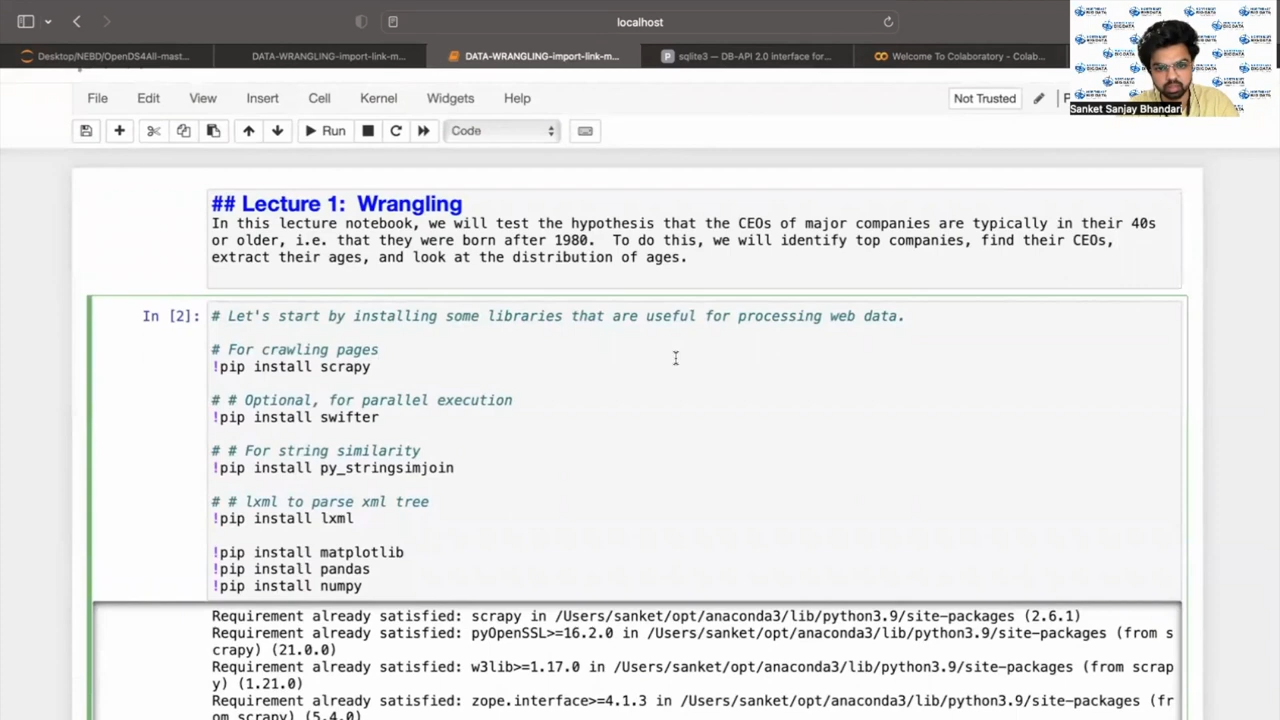 localhost
Desktop/NEBD/OpenDS4All-mast...
DATA-WRANGLING-import-link-m...
DATA-WRANGLING-import-link-m...
sqlite3 — DB-API 2.0 interface for...
Welcome To Colaboratory - Colab...
Sanket Sanjay Bhandari
File
Edit
View
Insert
Cell
Kernel
Widgets
Help
Not Trusted
Run
Code
## Lecture 1:  Wrangling
In this lecture notebook, we will test the hypothesis that the CEOs of major companies are typically in their 40s
or older, i.e. that they were born after 1980.  To do this, we will identify top companies, find their CEOs,
extract their ages, and look at the distribution of ages.
In [2]:
# Let's start by installing some libraries that are useful for processing web data.
# For crawling pages
!pip install scrapy
# # Optional, for parallel execution
!pip install swifter
# # For string similarity
!pip install py_stringsimjoin
# # lxml to parse xml tree
!pip install lxml
!pip install matplotlib
!pip install pandas
!pip install numpy
Requirement already satisfied: scrapy in /Users/sanket/opt/anaconda3/lib/python3.9/site-packages (2.6.1)
Requirement already satisfied: pyOpenSSL>=16.2.0 in /Users/sanket/opt/anaconda3/lib/python3.9/site-packages (from s
crapy) (21.0.0)
Requirement already satisfied: w3lib>=1.17.0 in /Users/sanket/opt/anaconda3/lib/python3.9/site-packages (from scrap
y) (1.21.0)
Requirement already satisfied: zope.interface>=4.1.3 in /Users/sanket/opt/anaconda3/lib/python3.9/site-packages (fr
om scrapy) (5.4.0)